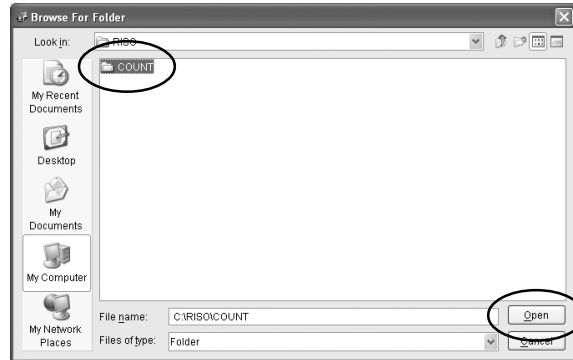 Browse For Folder
Look in: RISO
COUNT
My Recent
Documents
Desktop
My
Documents
My Computer
My Network
Places
File name: C:\RISO\COUNT
Open
Files of type: Folder
Cancel